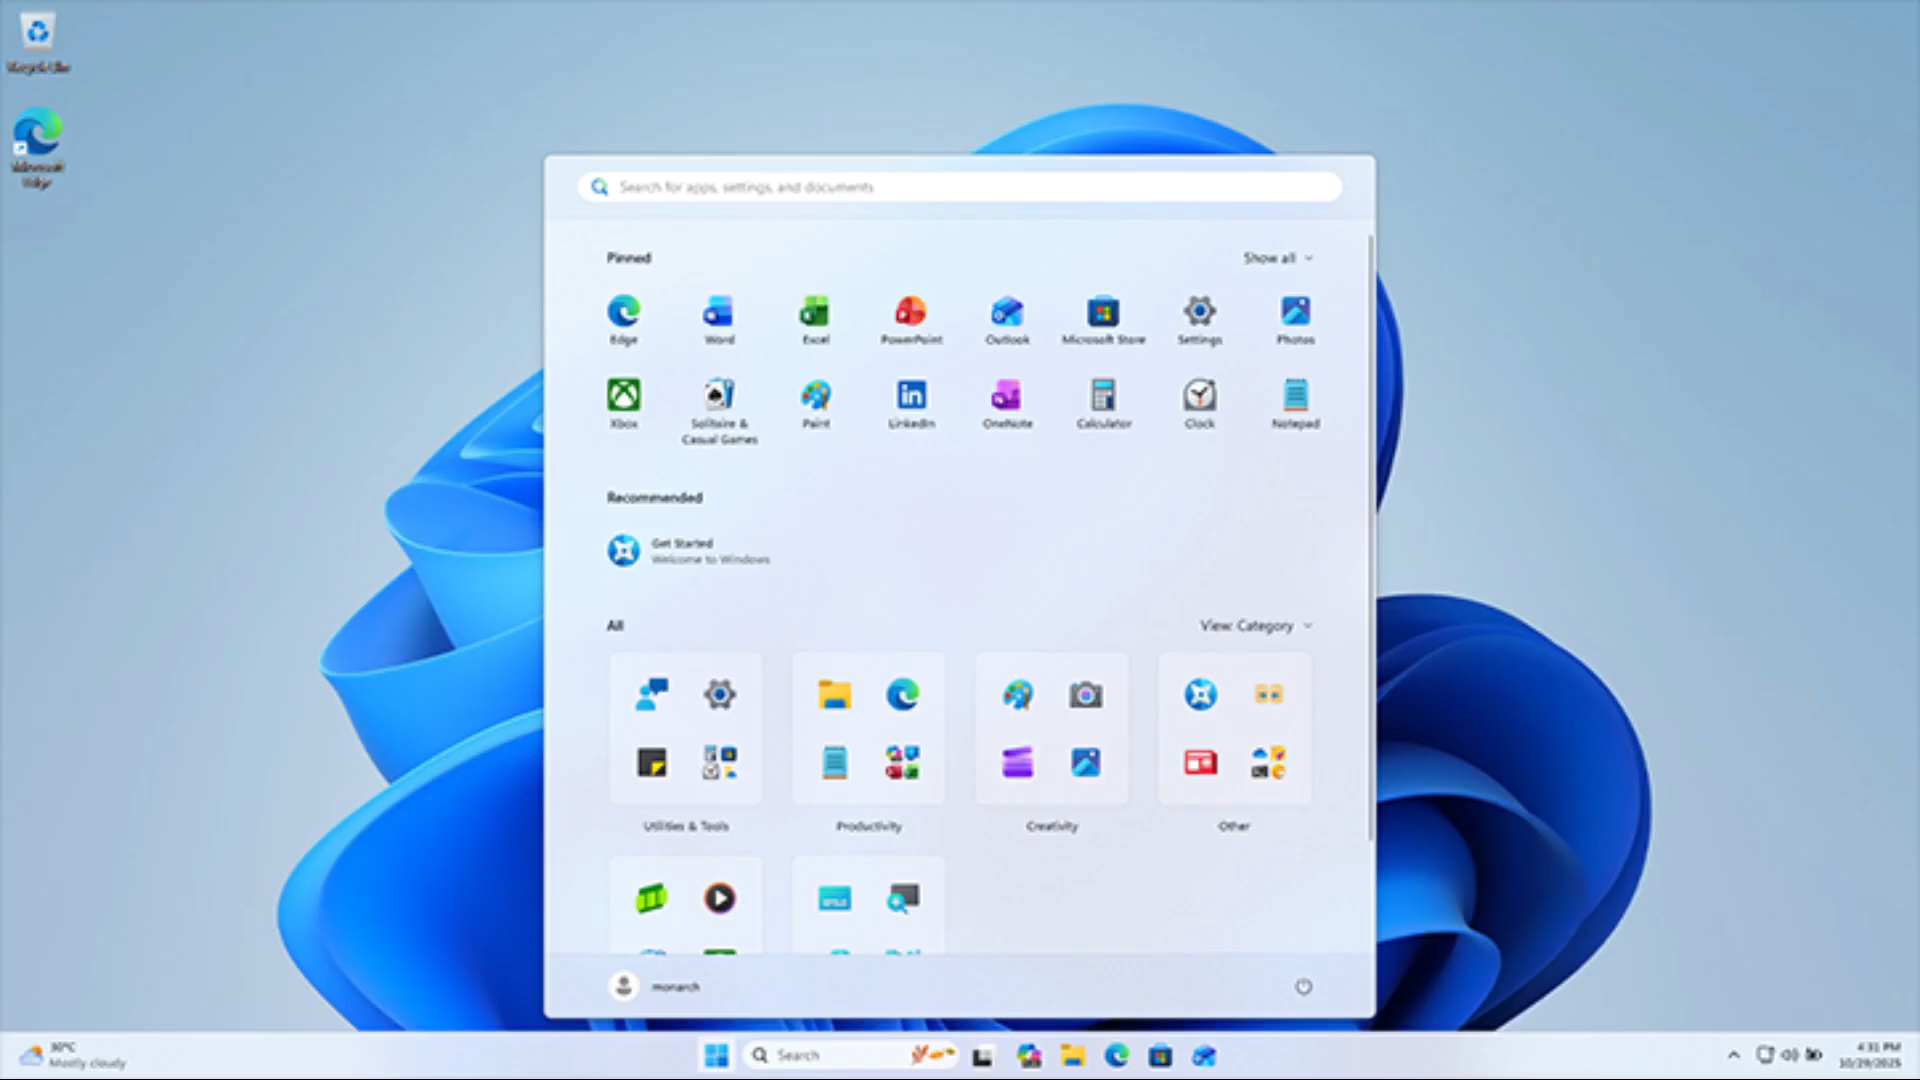 Recycle Bin
Microsoft
Edge
Search for apps, settings, and documents
Pinned
Show all
Edge
Word
Excel
PowerPoint
Outlook
Microsoft Store
Settings
Photos
Xbox
Solitaire &
Casual Games
Paint
LinkedIn
OneNote
Calculator
Clock
Notepad
Recommended
Get Started
Welcome to Windows
All
View: Category
Utilities & Tools
Productivity
Creativity
Other
monarch
30°C
Mostly cloudy
Search
4:31 PM
10/29/2025